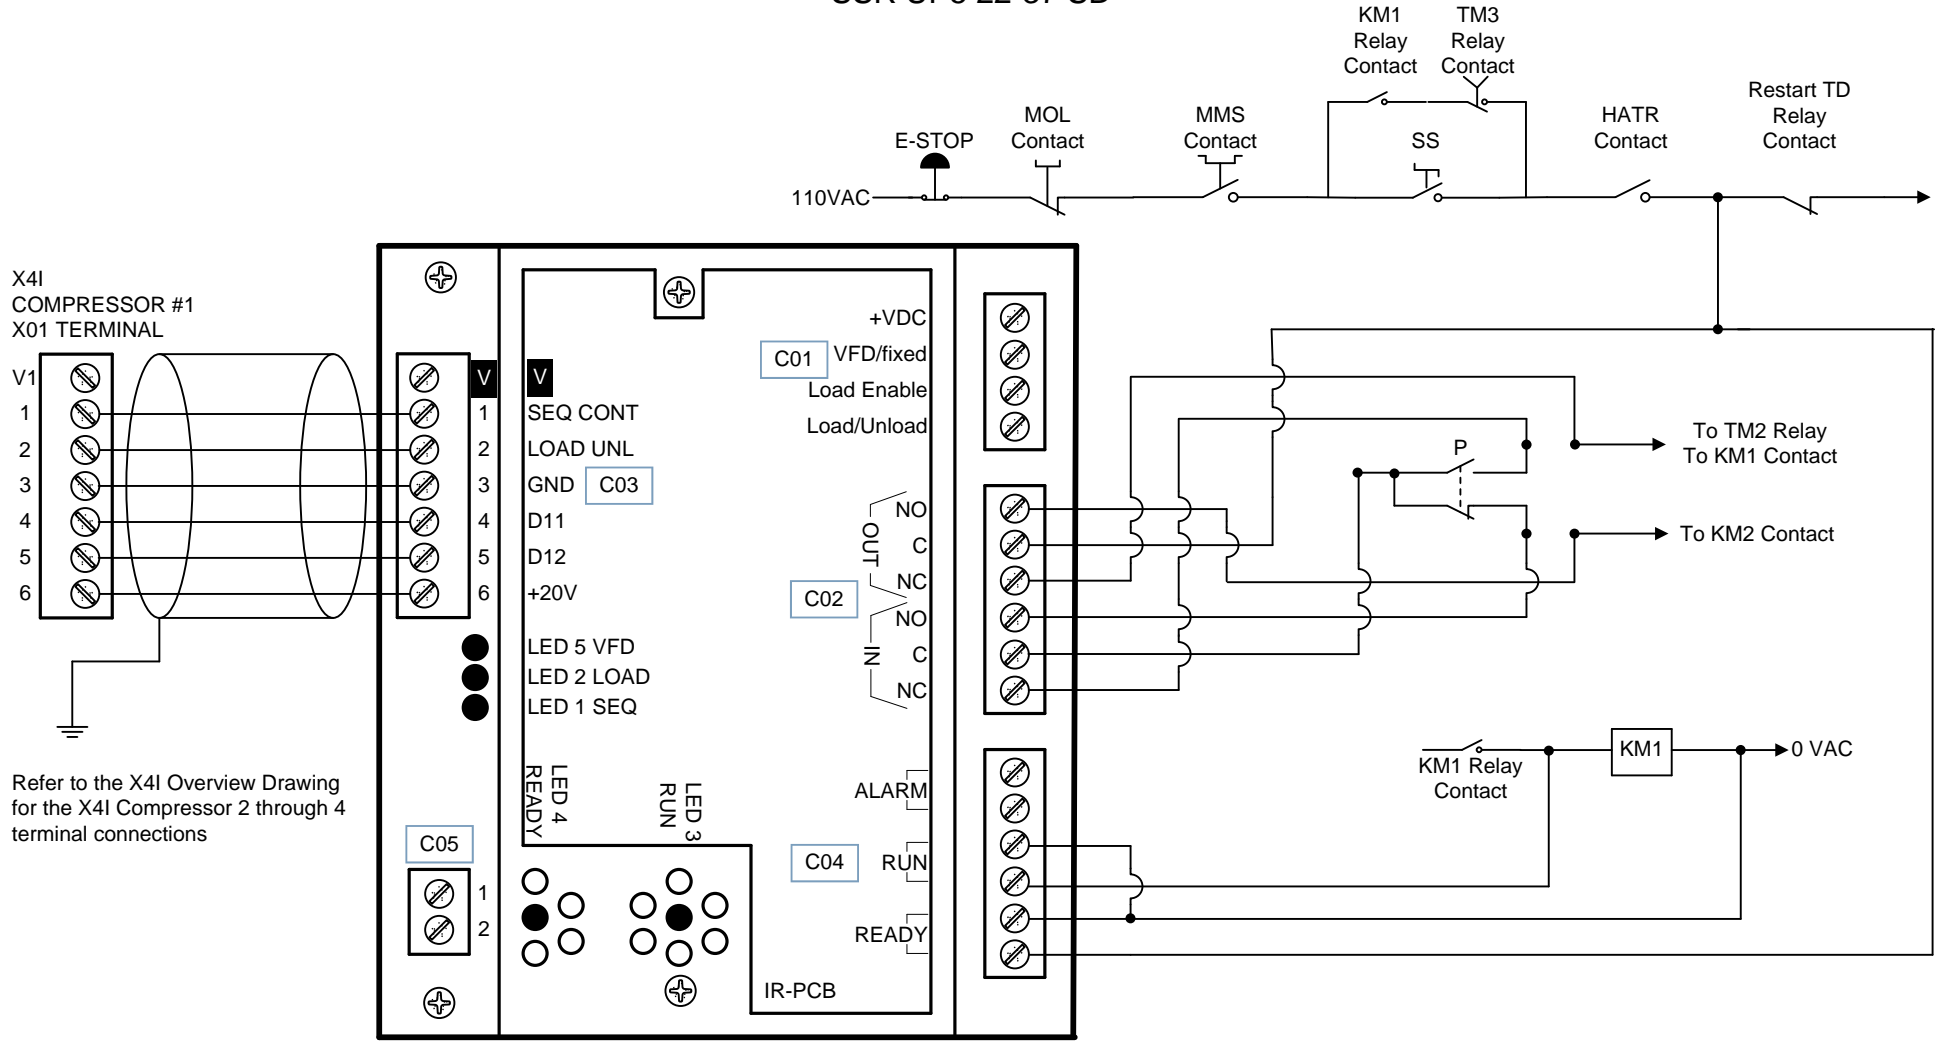 KM1
Relay
Contact
TM3
Relay
Contact
Restart TD
Relay
Contact
E-STOP
MOL
Contact
MMS
Contact
SS
HATR
Contact
110VAC
X4I
COMPRESSOR #1
X01 TERMINAL
V1
1
2
3
4
5
6
V
1
2
3
4
5
6
V
SEQ CONT
LOAD UNL
GND
C03
D11
D12
+20V
LED 5 VFD
LED 2 LOAD
LED 1 SEQ
+VDC
C01
VFD/fixed
Load Enable
Load/Unload
NO
C
NC
OUT
C02
NO
C
NC
IN
P
To TM2 Relay
To KM1 Contact
To KM2 Contact
KM1 Relay
Contact
KM1
0 VAC
Refer to the X4I Overview Drawing
for the X4I Compressor 2 through 4
terminal connections
LED 4
READY
LED 3
RUN
ALARM
C04
RUN
READY
C05
1
2
IR-PCB